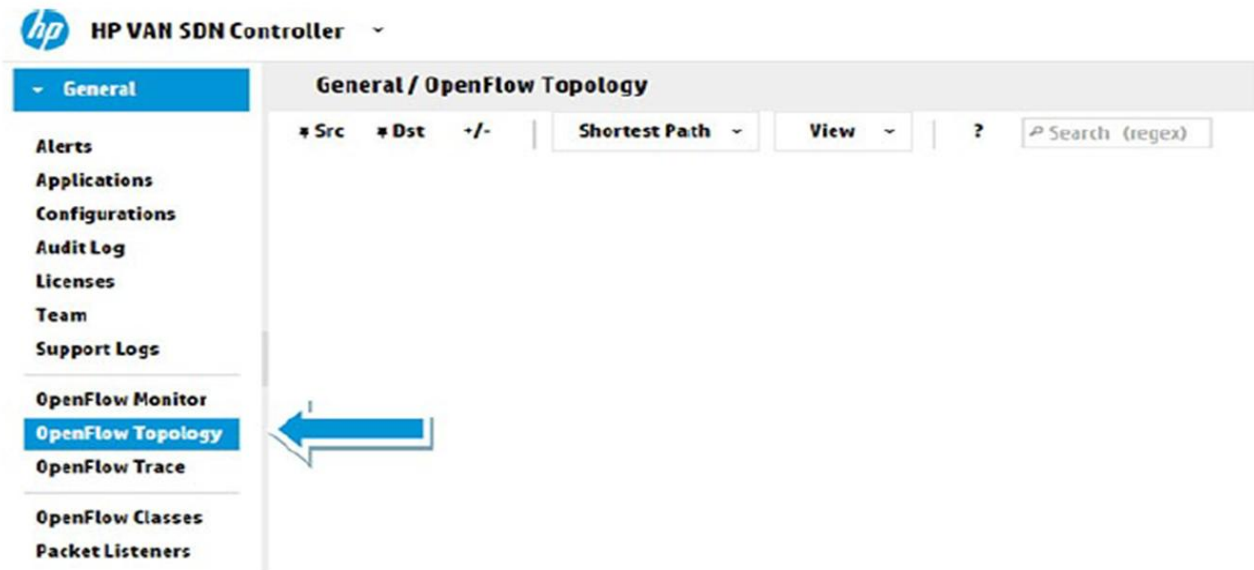 hp HP VAN SDN Controller
General
General / OpenFlow Topology
Src Dst +/- Shortest Path View ? Search (regex)
Alerts
Applications
Configurations
Audit Log
Licenses
Team
Support Logs
OpenFlow Monitor
OpenFlow Topology
OpenFlow Trace
OpenFlow Classes
Packet Listeners